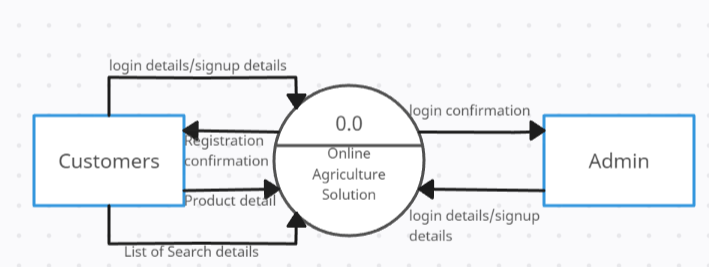 login details/signup details
login confirmation
0.0
Registration
confirmation
Online
Agriculture
Solution
Customers
Admin
Product detail
login details/signup
details
List of Search details